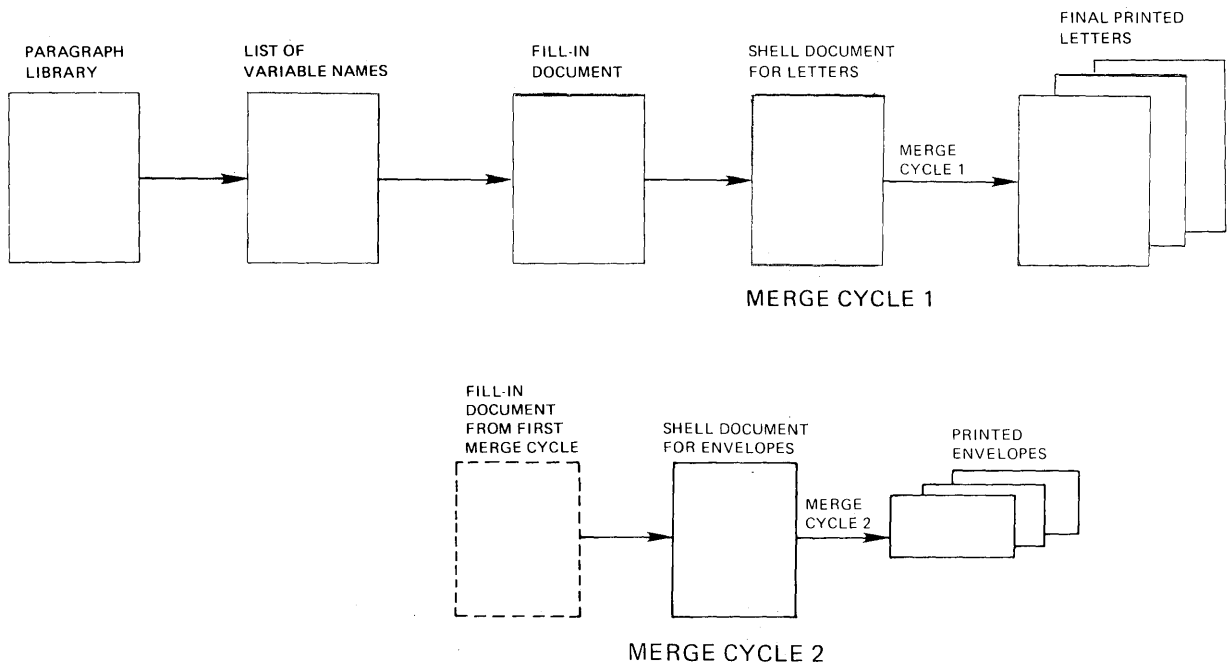 PARAGRAPH
LIBRARY
LIST OF
VARIABLE NAMES
FILL-IN
DOCUMENT
SHELL DOCUMENT
FOR LETTERS
MERGE
CYCLE 1
FINAL PRINTED
LETTERS
MERGE CYCLE 1
FILL-IN
DOCUMENT
FROM FIRST
MERGE CYCLE
SHELL DOCUMENT
FOR ENVELOPES
MERGE
CYCLE 2
PRINTED
ENVELOPES
MERGE CYCLE 2